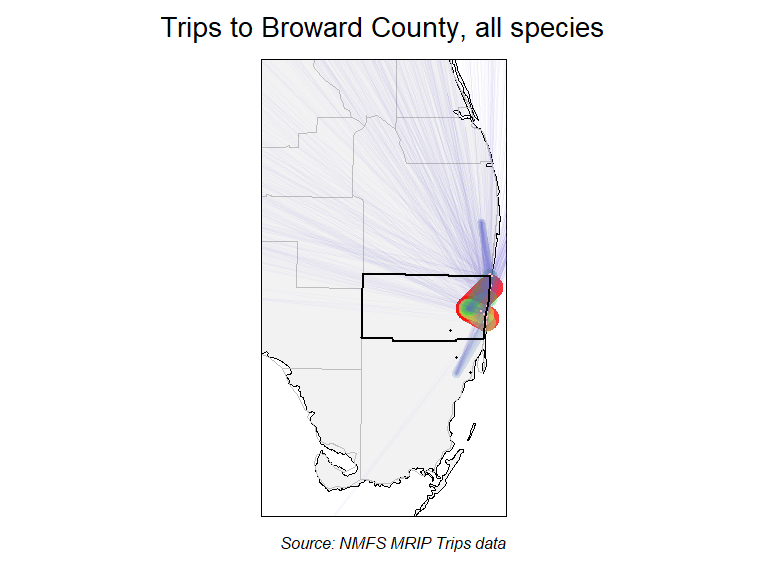 Trips to Broward County, all species
Source: NMFS MRIP Trips data